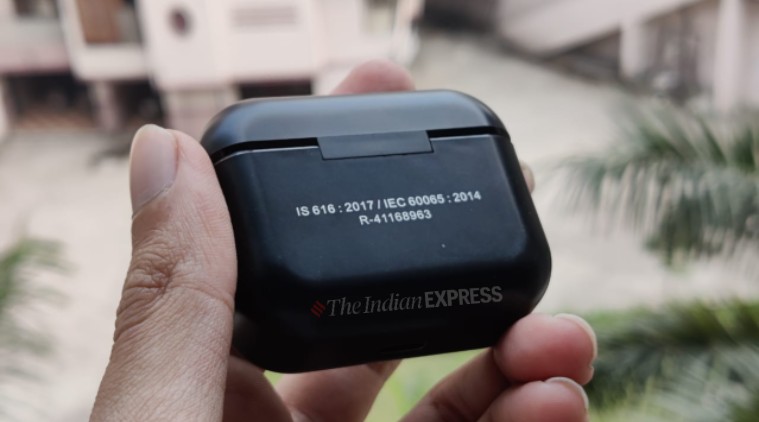 IS 616 : 2017 / IEC 60065 : 2014
R-41168963
The Indian EXPRESS